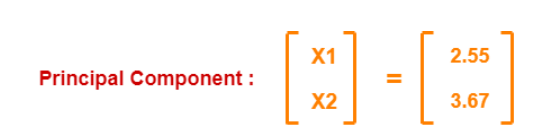 X1 2.55
Principal Component : =
X2 3.67